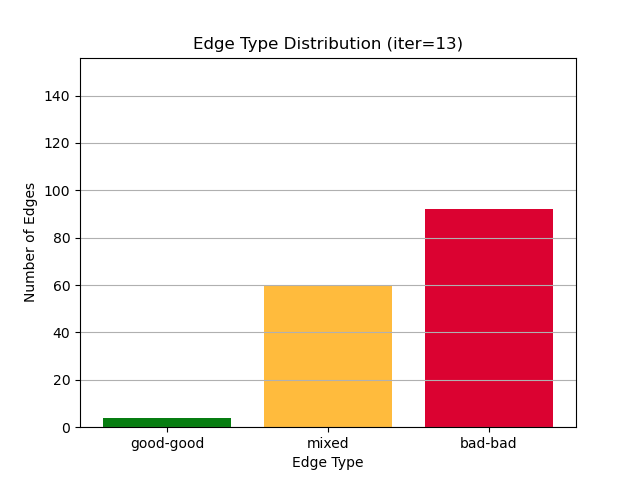 Edge Type Distribution (iter=13)
Number of Edges
140
120
100
80
60
40
20
0
good-good
mixed
bad-bad
Edge Type